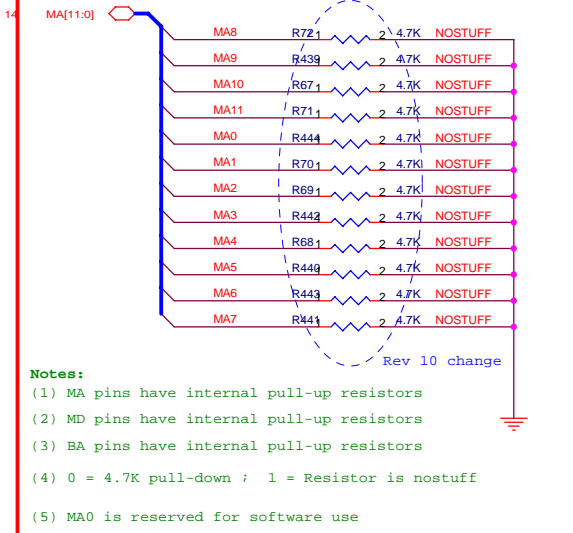 14 MA[11:0]
MA8 R72 1 2 4.7K NOSTUFF
MA9 R439 1 2 4.7K NOSTUFF
MA10 R67 1 2 4.7K NOSTUFF
MA11 R71 1 2 4.7K NOSTUFF
MA0 R444 1 2 4.7K NOSTUFF
MA1 R70 1 2 4.7K NOSTUFF
MA2 R69 1 2 4.7K NOSTUFF
MA3 R442 1 2 4.7K NOSTUFF
MA4 R68 1 2 4.7K NOSTUFF
MA5 R440 1 2 4.7K NOSTUFF
MA6 R443 1 2 4.7K NOSTUFF
MA7 R441 1 2 4.7K NOSTUFF
Rev 10 change
Notes:
(1) MA pins have internal pull-up resistors
(2) MD pins have internal pull-up resistors
(3) BA pins have internal pull-up resistors
(4) 0 = 4.7K pull-down ; 1 = Resistor is nostuff
(5) MA0 is reserved for software use